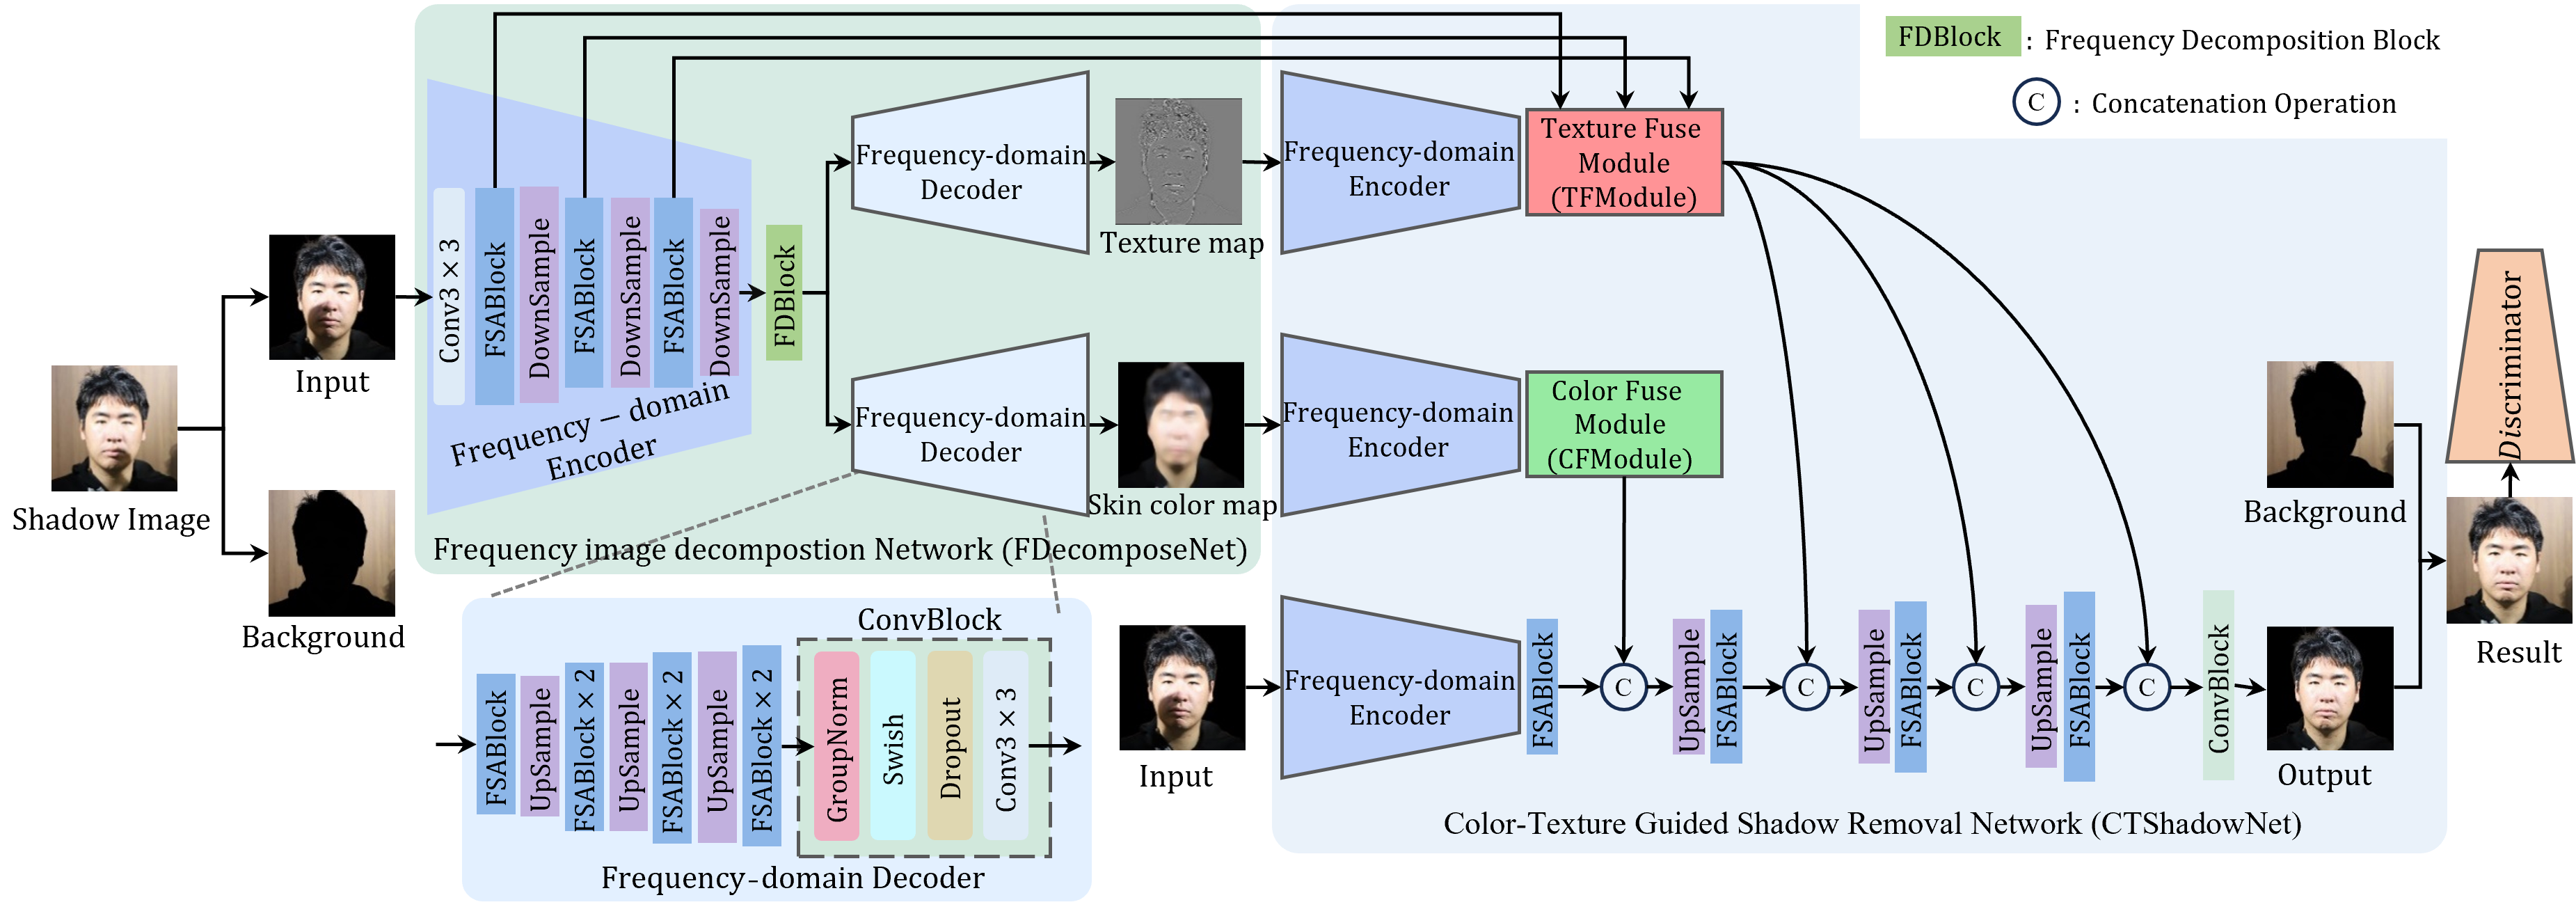 FDBlock : Frequency Decomposition Block
C : Concatenation Operation
Shadow Image
Input
Background
Conv3 × 3
FSABlock
DownSample
FSABlock
DownSample
FSABlock
DownSample
Frequency – domain
Encoder
FDBlock
Frequency-domain
Decoder
Texture map
Frequency-domain
Decoder
Skin color map
Frequency image decompostion Network (FDecomposeNet)
Frequency-domain
Encoder
Texture Fuse
Module
(TFModule)
Frequency-domain
Encoder
Color Fuse
Module
(CFModule)
Input
Frequency-domain
Encoder
FSABlock
C
UpSample
FSABlock
C
UpSample
FSABlock
C
UpSample
FSABlock
C
ConvBlock
Output
Background
Result
Discriminator
Color-Texture Guided Shadow Removal Network (CTShadowNet)
FSABlock
UpSample
FSABlock × 2
UpSample
FSABlock × 2
UpSample
FSABlock × 2
ConvBlock
GroupNorm
Swish
Dropout
Conv3 × 3
Frequency-domain Decoder